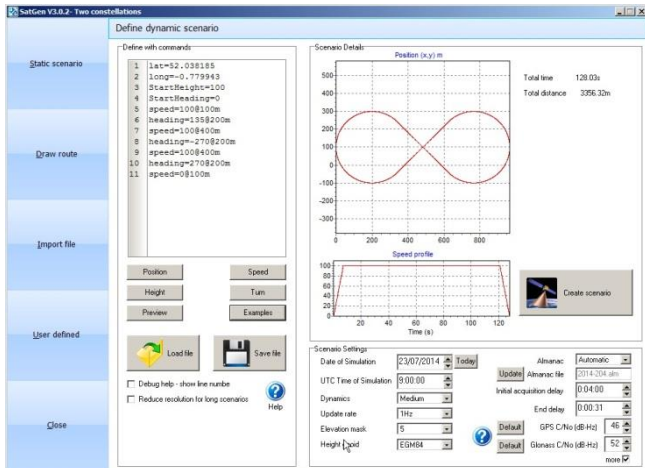 SatGen V3.0.2- Two constellations
Define dynamic scenario
Static scenario
Draw route
Import file
User defined
Close
Define with commands
1 lat=52.038185
2 long=-0.779943
3 StartHeight=100
4 StartHeading=0
5 speed=100@100m
6 heading=135@200m
7 speed=100@400m
8 heading=-270@200m
9 speed=100@400m
10 heading=270@200m
11 speed=0@100m
Position Speed
Height Turn
Preview Examples
Load file Save file
Debug help - show line numbe
Reduce resolution for long scenarios
Help
Scenario Details
Position (x,y) m
500
400
300
200
100
0
-100
-200
-300
0 200 400 600 800
Total time 128.03s
Total distance 3356.32m
Speed profile
100
80
60
40
20
0
20 40 60 80 100 120
Time (s)
Create scenario
Scenario Settings
Date of Simulation 23/07/2014 Today
UTC Time of Simulation 9:00:00
Dynamics Medium
Update rate 1Hz
Elevation mask 5
Height geoid EGM84
Almanac Automatic
Update Almanac file 2014-204.alm
Initial acquisition delay 0:04:00
End delay 0:00:31
Default GPS C/No (dB-Hz) 46
Default Glonass C/No (dB-Hz) 52
more